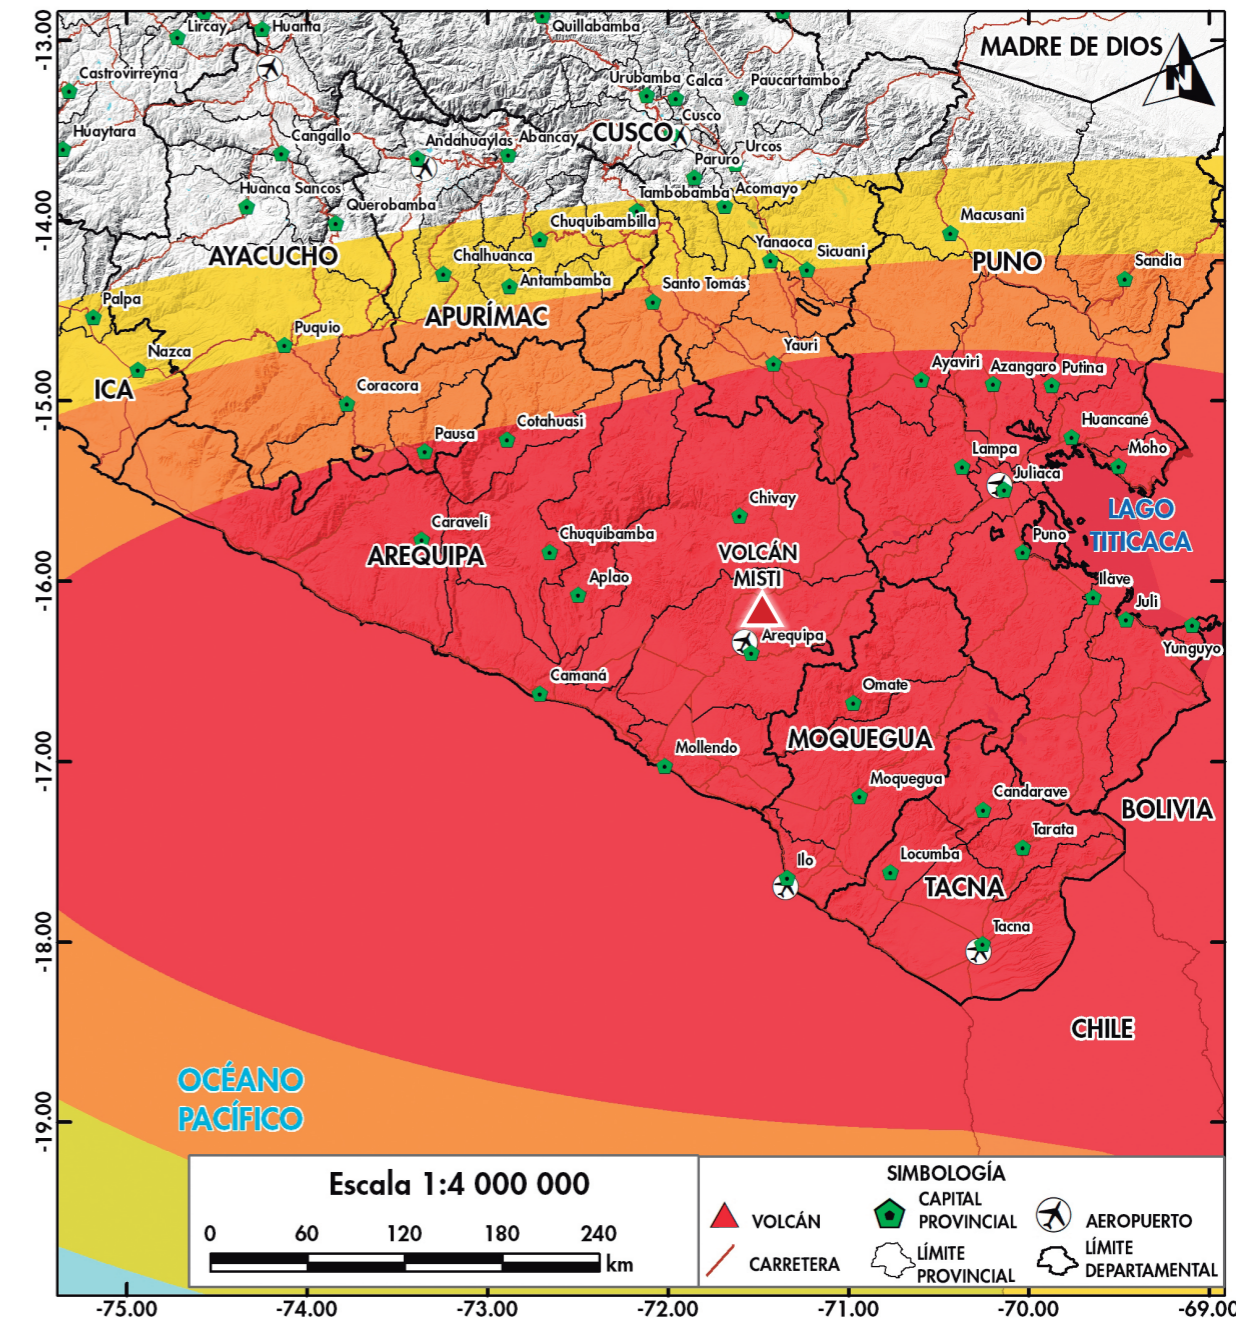 -13.00
-14.00
-15.00
-16.00
-17.00
-18.00
-19.00
Lircay
Huanta
Quillabamba
MADRE DE DIOS
N
Castrovirreyna
Urubamba
Calca
Paucartambo
Huaytara
Cangallo
Andahuaylas
Abancay
CUSCO
Cusco
Urcos
Paruro
Huanca Sancos
Querobamba
Tambobamba
Acomayo
Chuquibambilla
Macusani
AYACUCHO
Chalhuanca
Yanaoca
Sicuani
PUNO
Sandia
Antambamba
Santo Tomás
Palpa
APURÍMAC
Puquio
Nazca
Yauri
Ayaviri
Azangaro
Putina
ICA
Coracora
Pausa
Cotahuasi
Huancané
Lampa
Moho
Juliaca
Chivay
LAGO
TITICACA
Caravelí
Chuquibamba
Puno
AREQUIPA
VOLCÁN
MISTI
Aplao
Ilave
Juli
Arequipa
Yunguyo
Camaná
Omate
Mollendo
MOQUEGUA
Moquegua
Candarave
BOLIVIA
Tarata
Ilo
Locumba
TACNA
Tacna
CHILE
OCÉANO
PACÍFICO
Escala 1:4 000 000
0 60 120 180 240
km
SIMBOLOGÍA
VOLCÁN
CAPITAL
PROVINCIAL
AEROPUERTO
CARRETERA
LÍMITE
PROVINCIAL
LÍMITE
DEPARTAMENTAL
-75.00 -74.00 -73.00 -72.00 -71.00 -70.00 -69.00